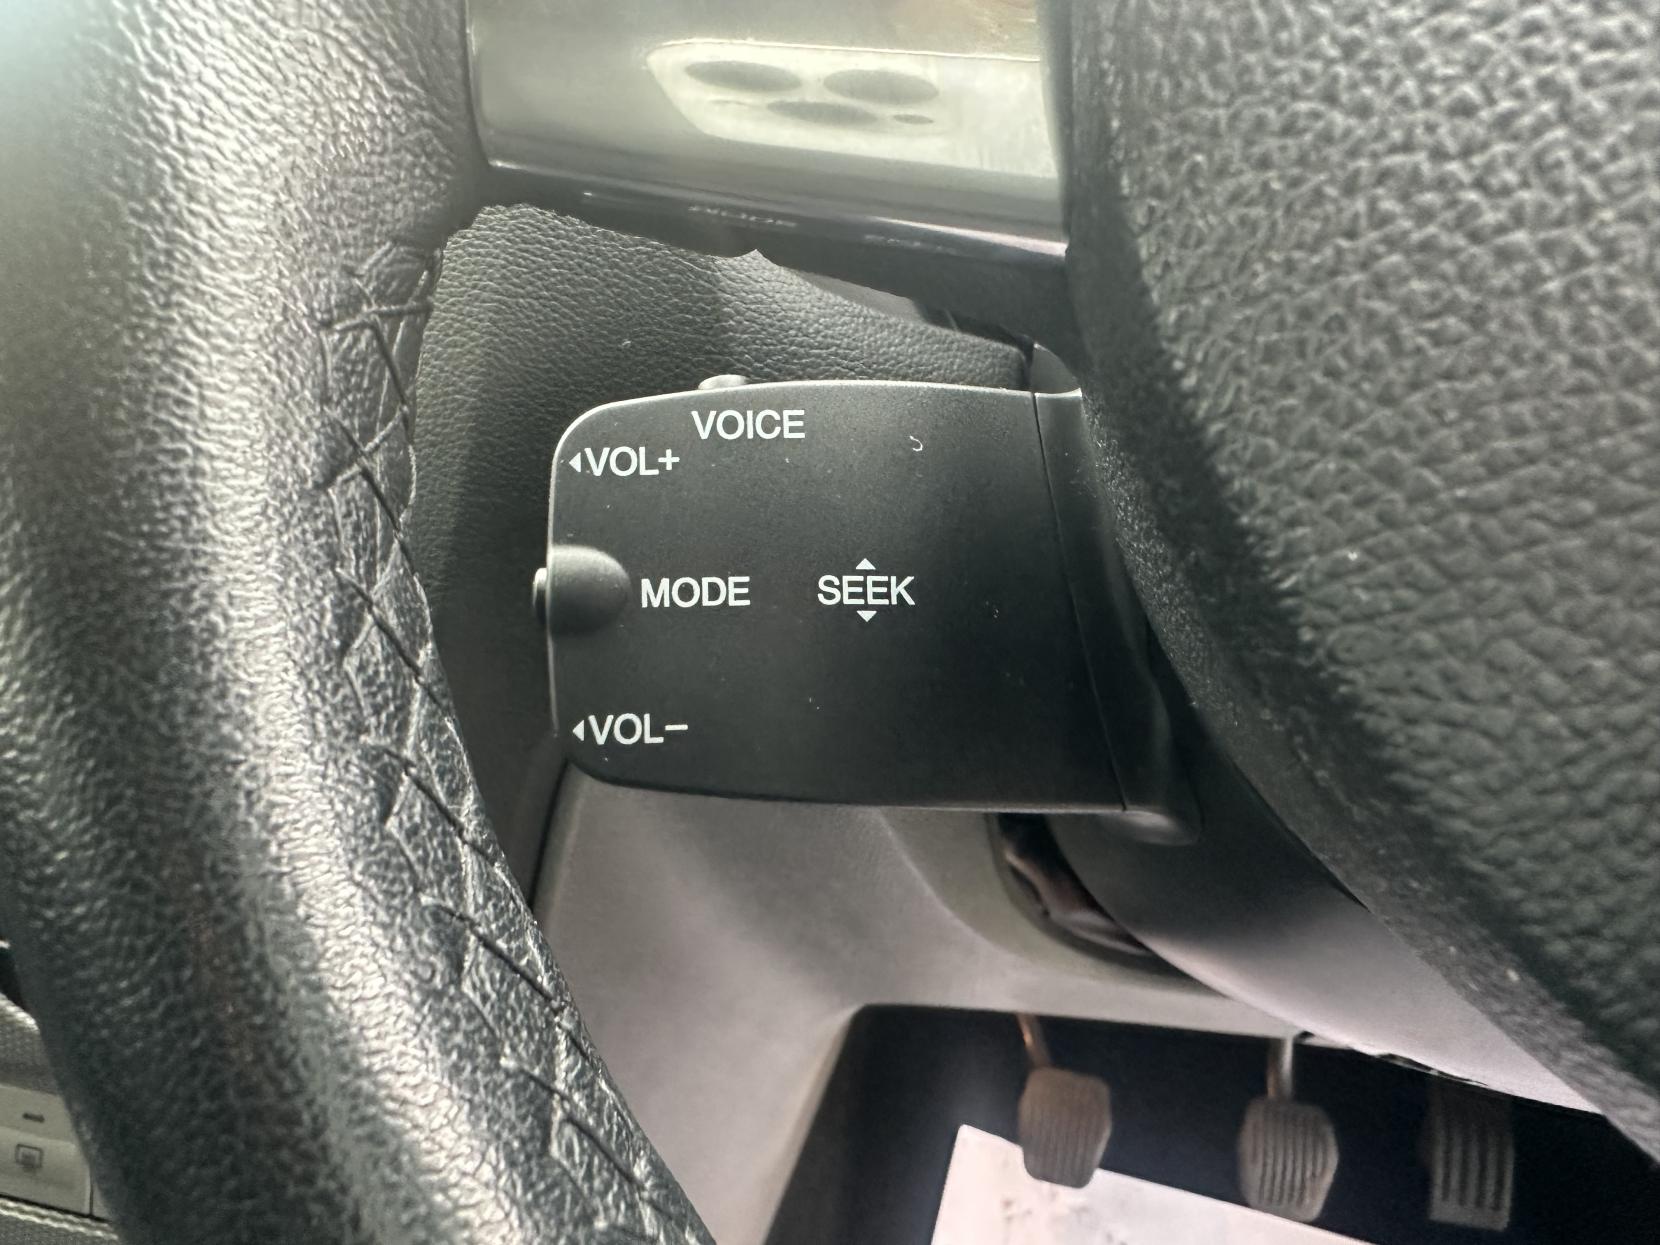 VOICE
◂VOL+
MODE
▴
SEEK
▾
◂VOL−